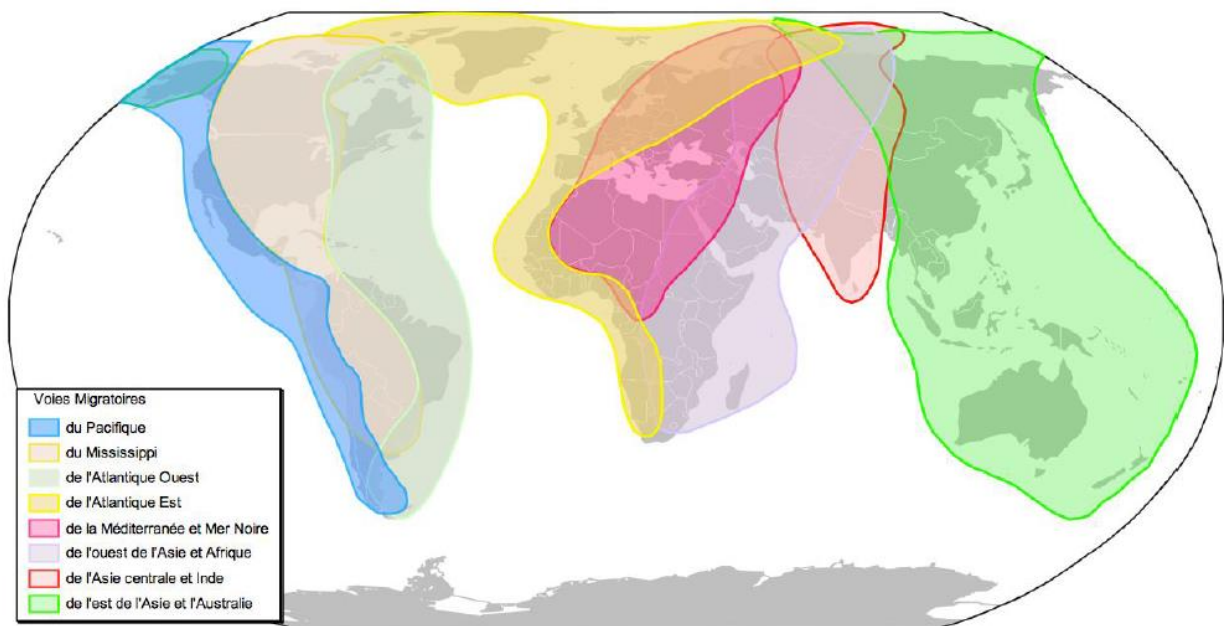 Voies Migratoires
du Pacifique
du Mississippi
de l'Atlantique Ouest
de l'Atlantique Est
de la Méditerranée et Mer Noire
de l'ouest de l'Asie et Afrique
de l'Asie centrale et Inde
de l'est de l'Asie et l'Australie